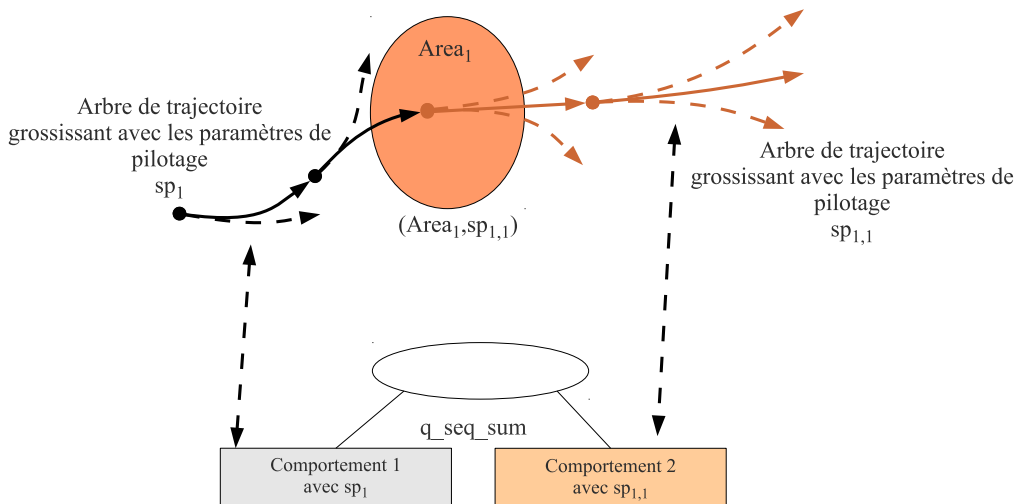 Area₁
Arbre de trajectoire
grossissant avec les paramètres de
pilotage
sp₁
Arbre de trajectoire
grossissant avec les paramètres de
pilotage
sp₁,₁
(Area₁,sp₁,₁)
q_seq_sum
Comportement 1
avec sp₁
Comportement 2
avec sp₁,₁